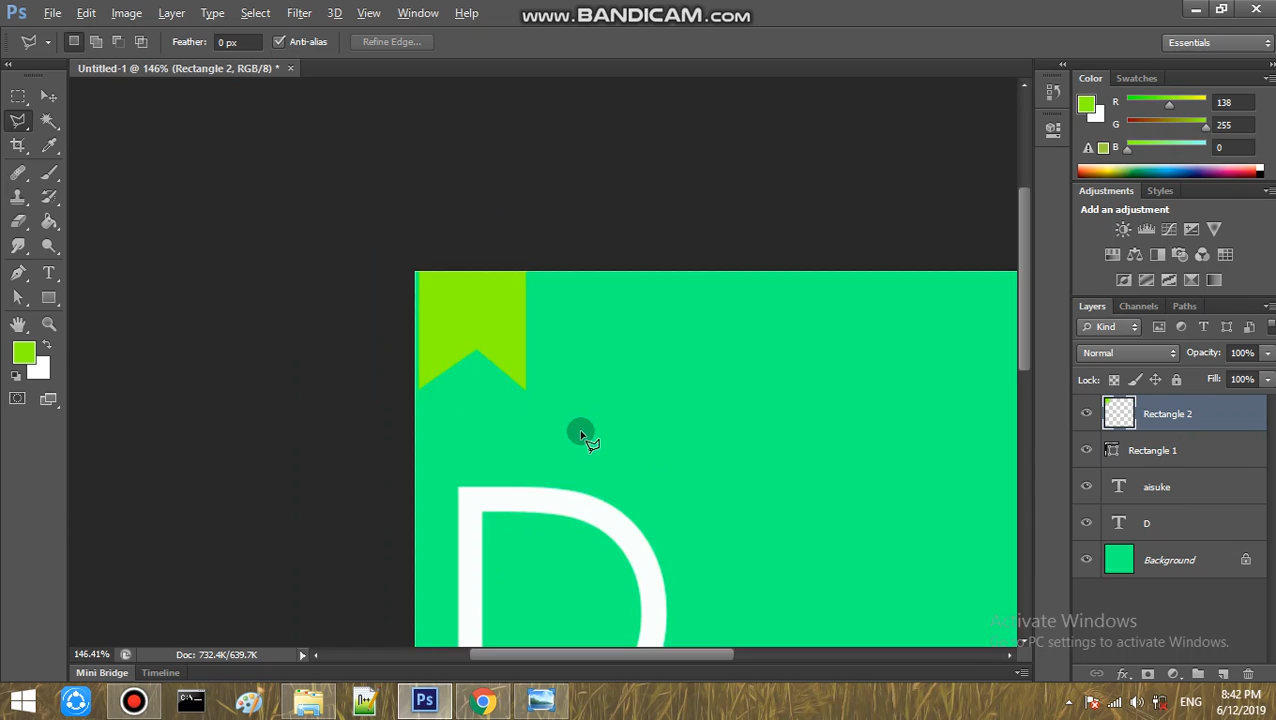 Ps File Edit Image Layer Type Select Filter 3D View Window Help
www.BANDICAM.com
Feather: 0 px Anti-alias Refine Edge... Essentials
Untitled-1 @ 146% (Rectangle 2, RGB/8) * ×
Color Swatches
R 138
G 255
B 0
Adjustments Styles
Add an adjustment
Layers Channels Paths
Kind
Normal Opacity: 100%
Lock: Fill: 100%
Rectangle 2
Rectangle 1
T aisuke
T D
Background
D
Activate Windows
Go to PC settings to activate Windows.
146.41% Doc: 732.4K/639.7K
Mini Bridge Timeline
Ps ENG 8:42 PM
6/12/2019